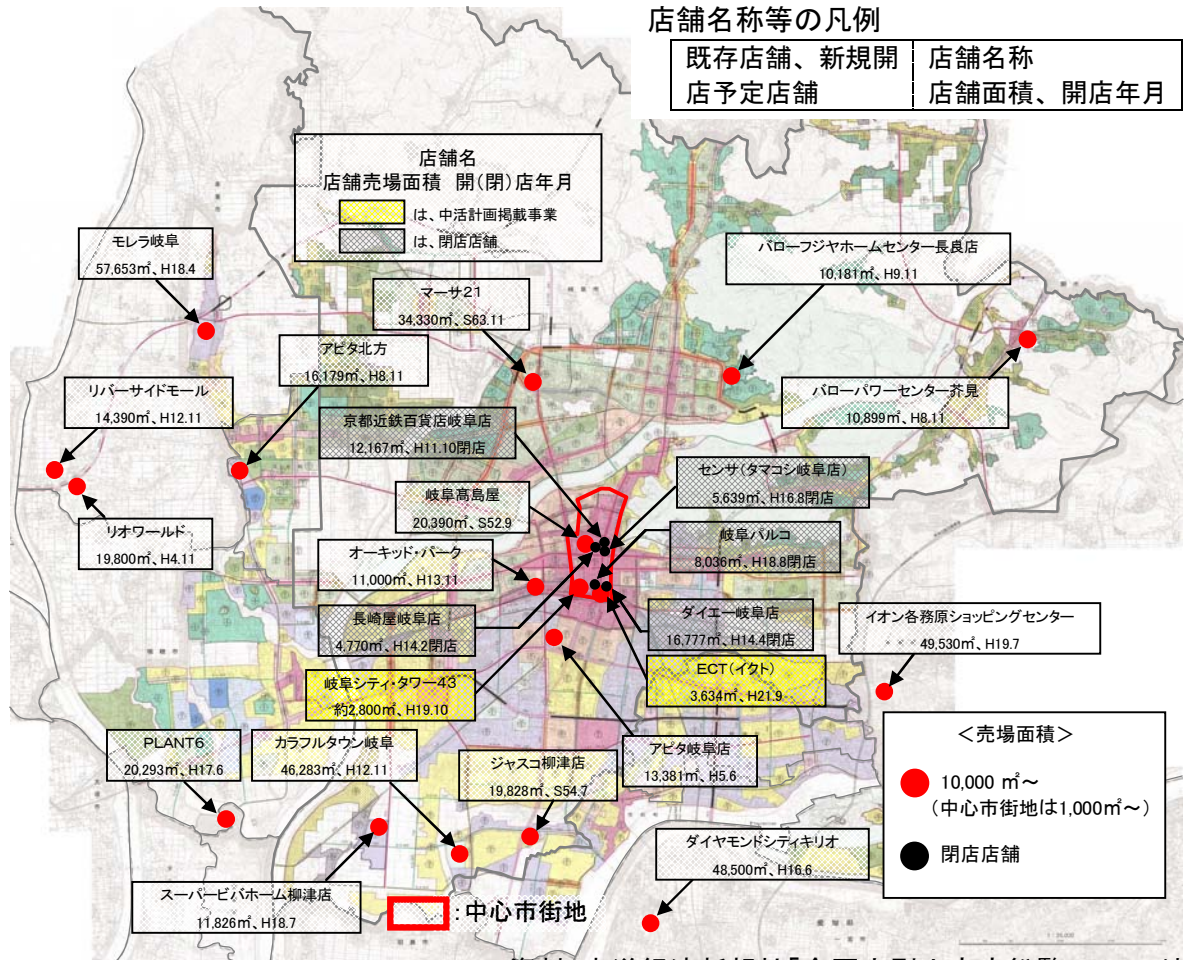 店舗名称等の凡例
既存店舗、新規開
店予定店舗
店舗名称
店舗面積、開店年月
店舗名
店舗売場面積 開(閉)店年月
は、中活計画掲載事業
は、閉店店舗
モレラ岐阜
57,653㎡、H18.4
バローフジヤホームセンター長良店
10,181㎡、H9.11
マーサ21
34,330㎡、S63.11
アピタ北方
16,179㎡、H8.11
リバーサイドモール
14,390㎡、H12.11
バローパワーセンター芥見
10,899㎡、H8.11
京都近鉄百貨店岐阜店
12,167㎡、H11.10閉店
センサ(タマコシ岐阜店)
5,639㎡、H16.8閉店
岐阜髙島屋
20,390㎡、S52.9
リオワールド
19,800㎡、H4.11
岐阜パルコ
8,036㎡、H18.8閉店
オーキッド・パーク
11,000㎡、H13.11
長崎屋岐阜店
4,770㎡、H14.2閉店
ダイエー岐阜店
16,777㎡、H14.4閉店
イオン各務原ショッピングセンター
49,530㎡、H19.7
ECT(イクト)
3,634㎡、H21.9
岐阜シティ・タワー43
約2,800㎡、H19.10
PLANT6
20,293㎡、H17.6
カラフルタウン岐阜
46,283㎡、H12.11
アピタ岐阜店
13,381㎡、H5.6
ジャスコ柳津店
19,828㎡、S54.7
<売場面積>
10,000 ㎡~
(中心市街地は1,000㎡~)
閉店店舗
ダイヤモンドシティキリオ
48,500㎡、H16.6
スーパービバホーム柳津店
11,826㎡、H18.7
:中心市街地